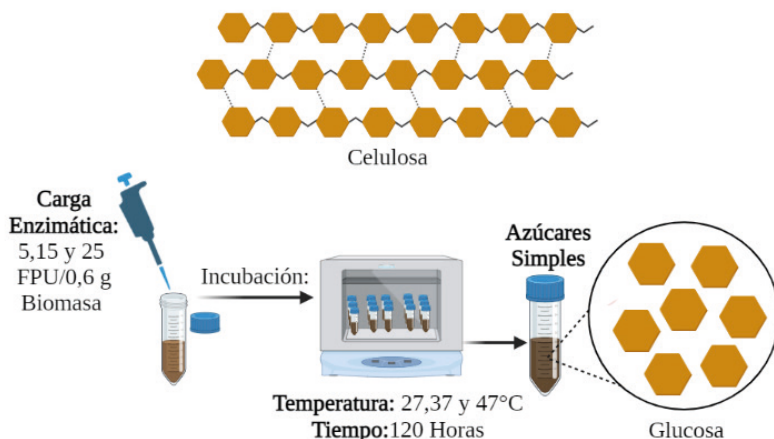 Celulosa
Carga
Enzimática:
5,15 y 25
FPU/0,6 g
Biomasa
Incubación:
Azúcares
Simples
Temperatura: 27,37 y 47°C
Tiempo:120 Horas
Glucosa